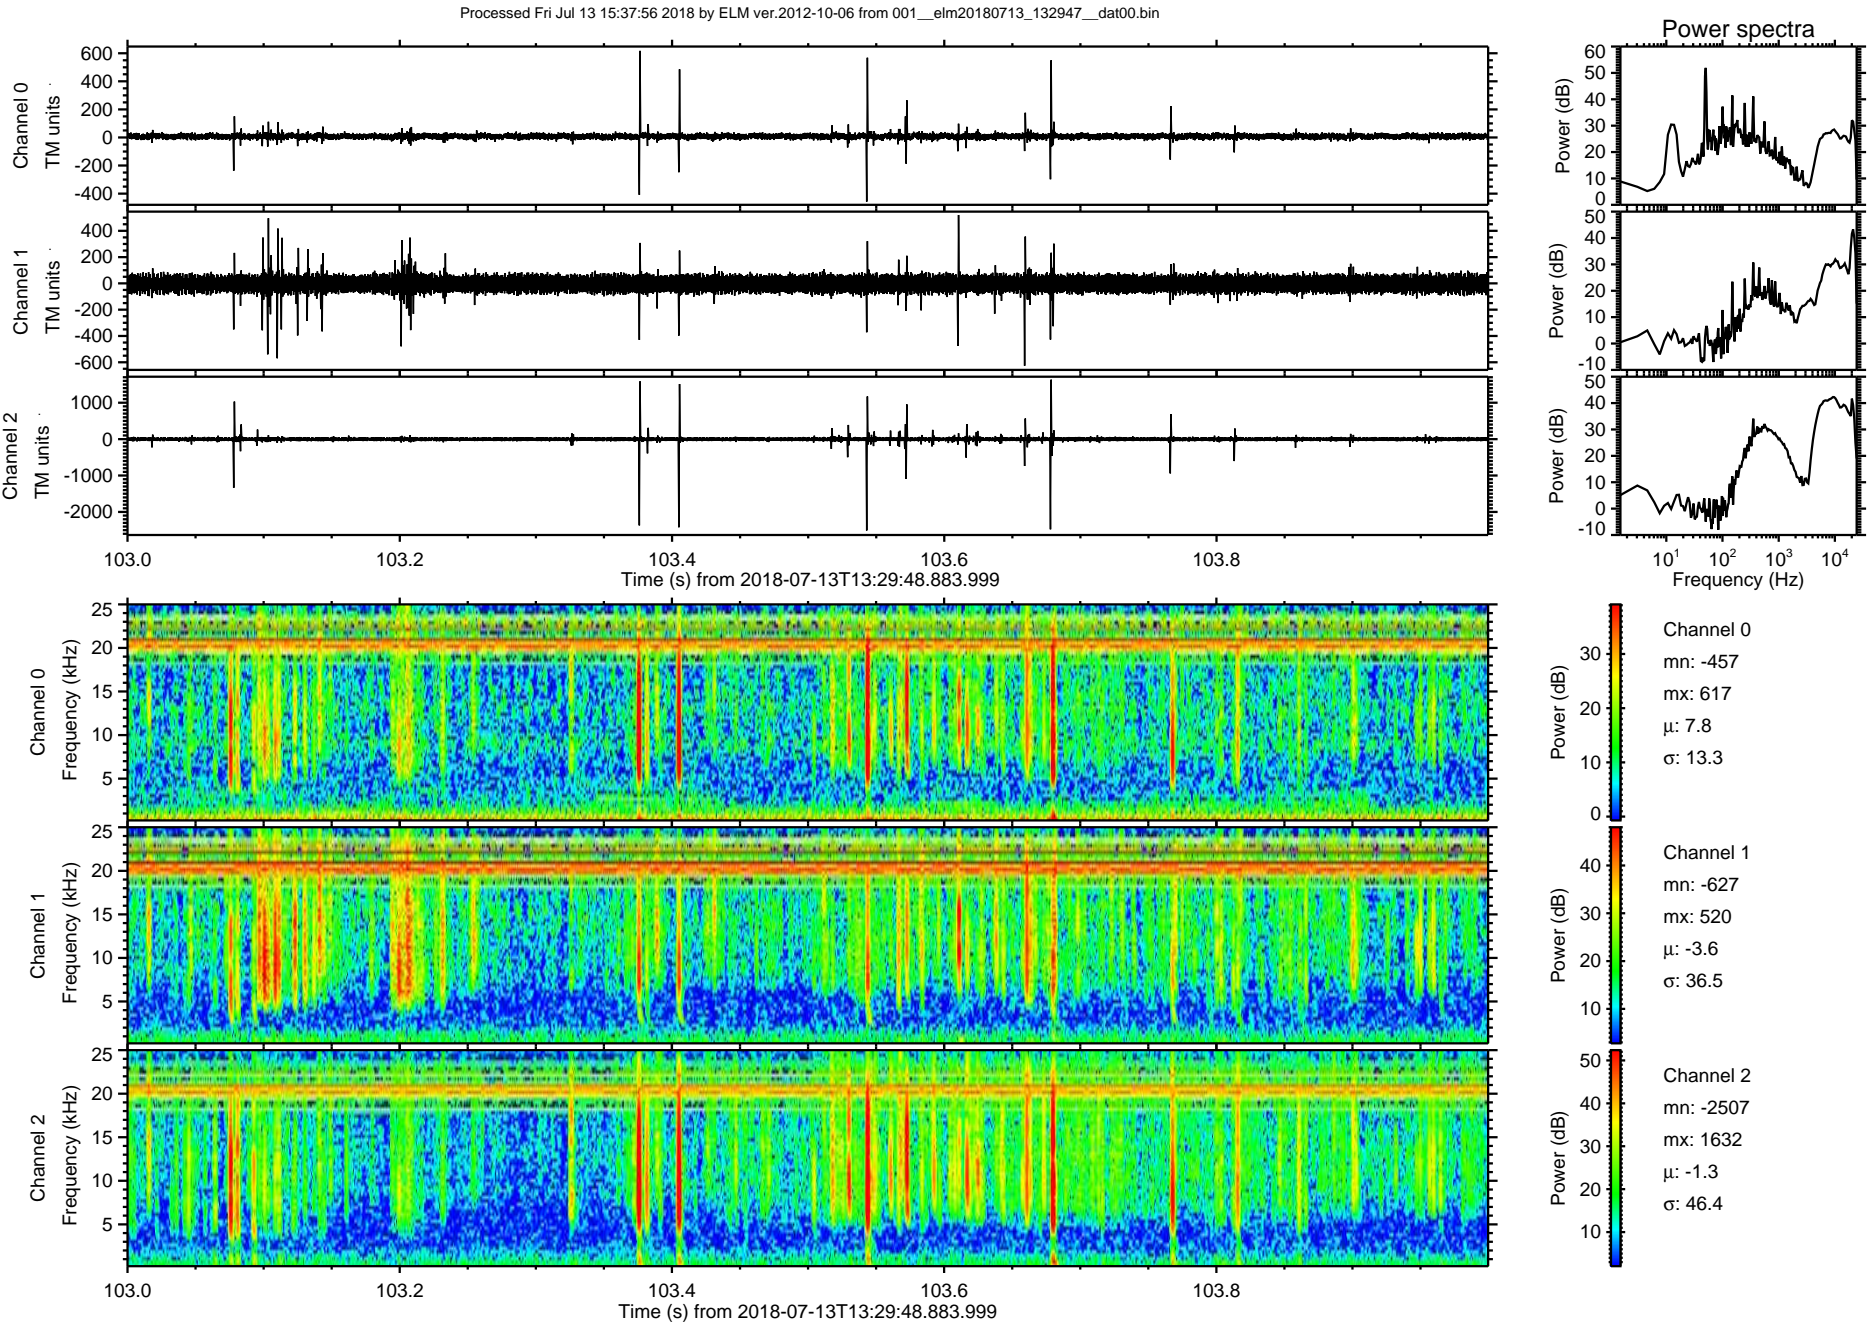 Processed Fri Jul 13 15:37:56 2018 by ELM ver.2012-10-06 from 001__elm20180713_132947__dat00.bin
Power spectra
Channel 0
TM units
600
400
200
0
-200
-400
Power (dB)
60
50
40
30
20
10
0
Channel 1
TM units
400
200
0
-200
-400
-600
Power (dB)
50
40
30
20
10
0
-10
Channel 2
TM units
1000
0
-1000
-2000
Power (dB)
50
40
30
20
10
0
-10
103.0 103.2 103.4 103.6 103.8
Time (s) from 2018-07-13T13:29:48.883.999
10^1 10^2 10^3 10^4
Frequency (Hz)
Channel 0
Frequency (kHz)
25
20
15
10
5
Power (dB)
30
20
10
0
Channel 0
mn: -457
mx: 617
μ: 7.8
σ: 13.3
Channel 1
Frequency (kHz)
25
20
15
10
5
Power (dB)
40
30
20
10
Channel 1
mn: -627
mx: 520
μ: -3.6
σ: 36.5
Channel 2
Frequency (kHz)
25
20
15
10
5
Power (dB)
50
40
30
20
10
Channel 2
mn: -2507
mx: 1632
μ: -1.3
σ: 46.4
103.0 103.2 103.4 103.6 103.8
Time (s) from 2018-07-13T13:29:48.883.999